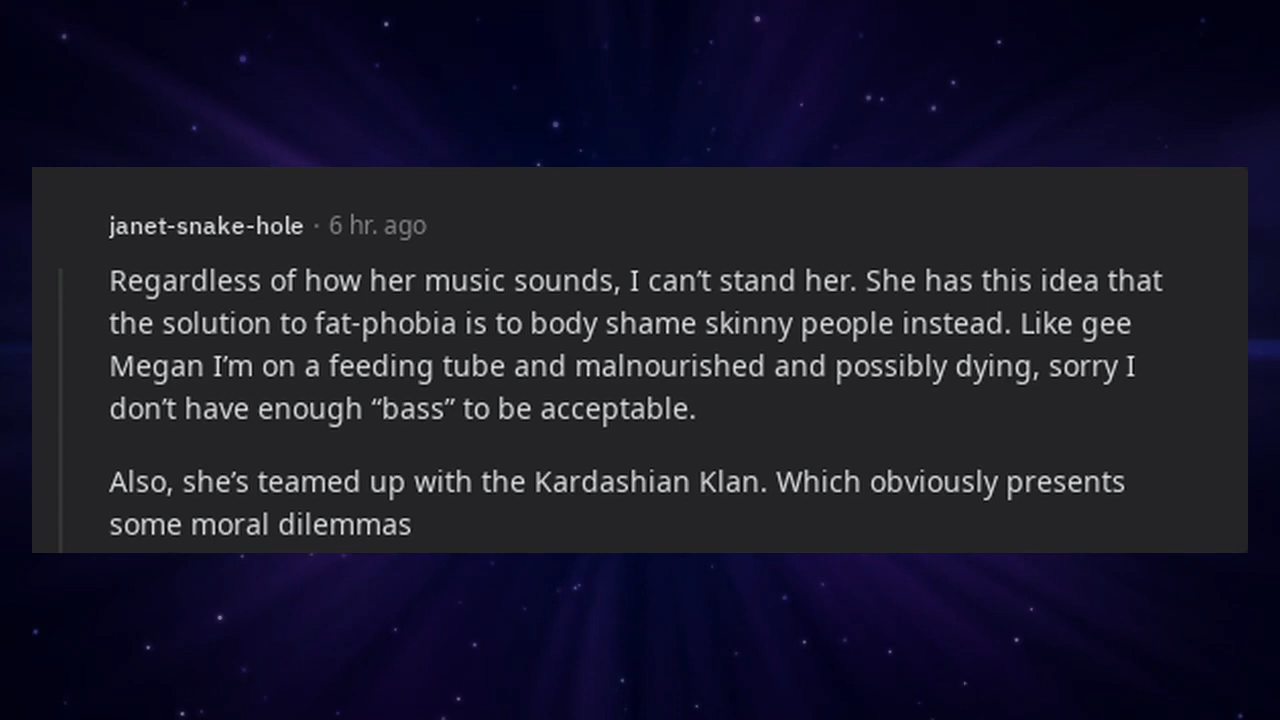 janet-snake-hole · 6 hr. ago
Regardless of how her music sounds, I can’t stand her. She has this idea that
the solution to fat-phobia is to body shame skinny people instead. Like gee
Megan I’m on a feeding tube and malnourished and possibly dying, sorry I
don’t have enough “bass” to be acceptable.
Also, she’s teamed up with the Kardashian Klan. Which obviously presents
some moral dilemmas